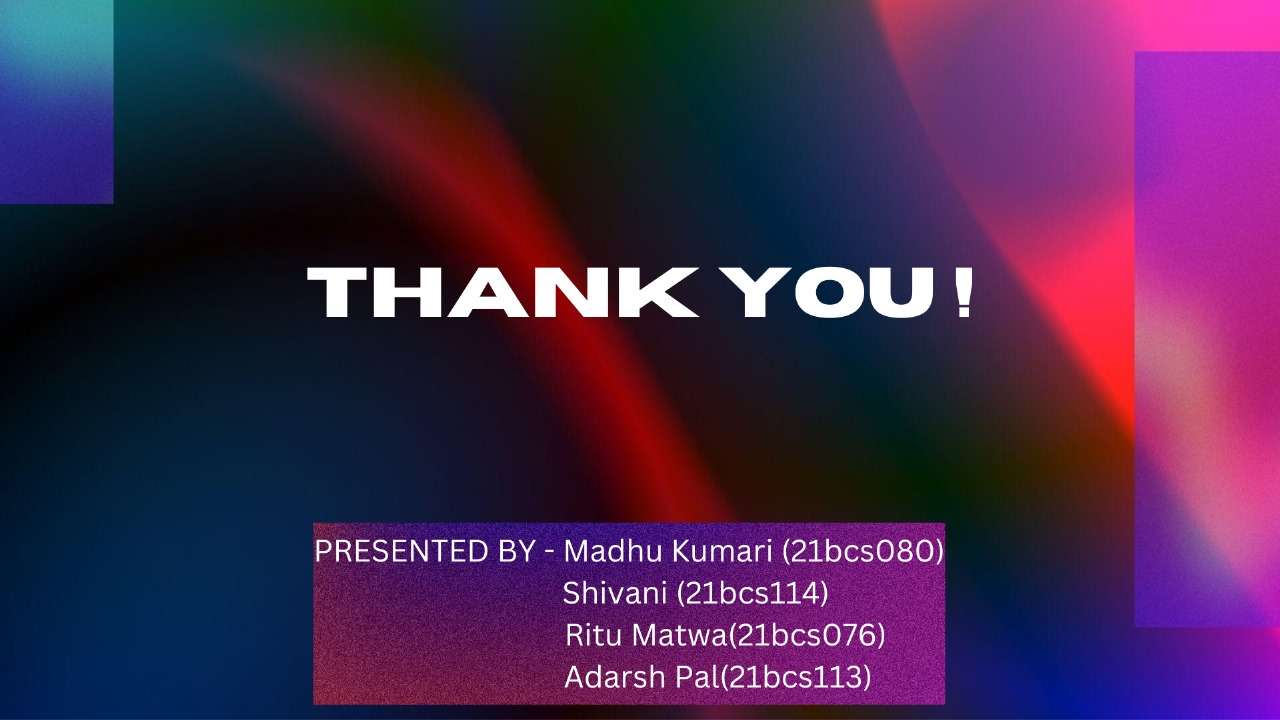 THANK YOU !
PRESENTED BY - Madhu Kumari (21bcs080)
Shivani (21bcs114)
Ritu Matwa(21bcs076)
Adarsh Pal(21bcs113)